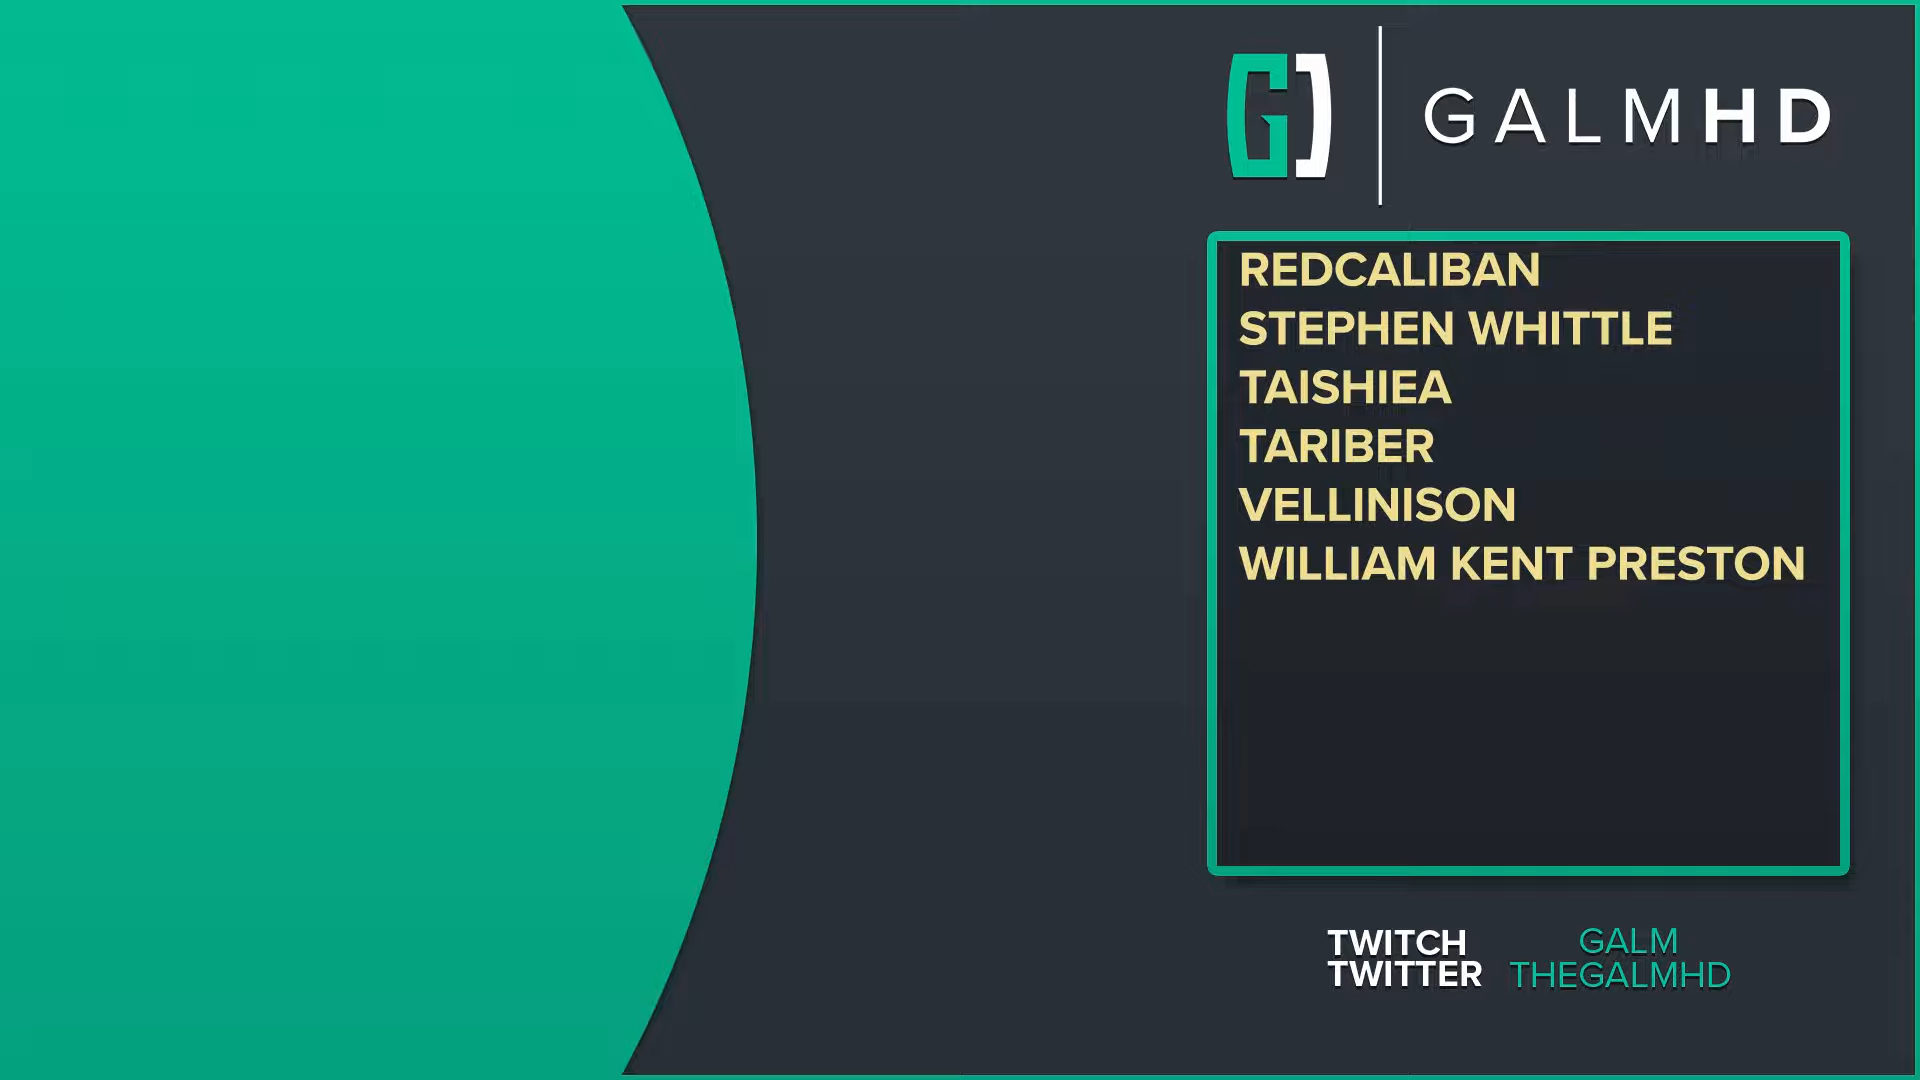 GALMHD
REDCALIBAN
STEPHEN WHITTLE
TAISHIEA
TARIBER
VELLINISON
WILLIAM KENT PRESTON
TWITCH GALM
TWITTER THEGALMHD